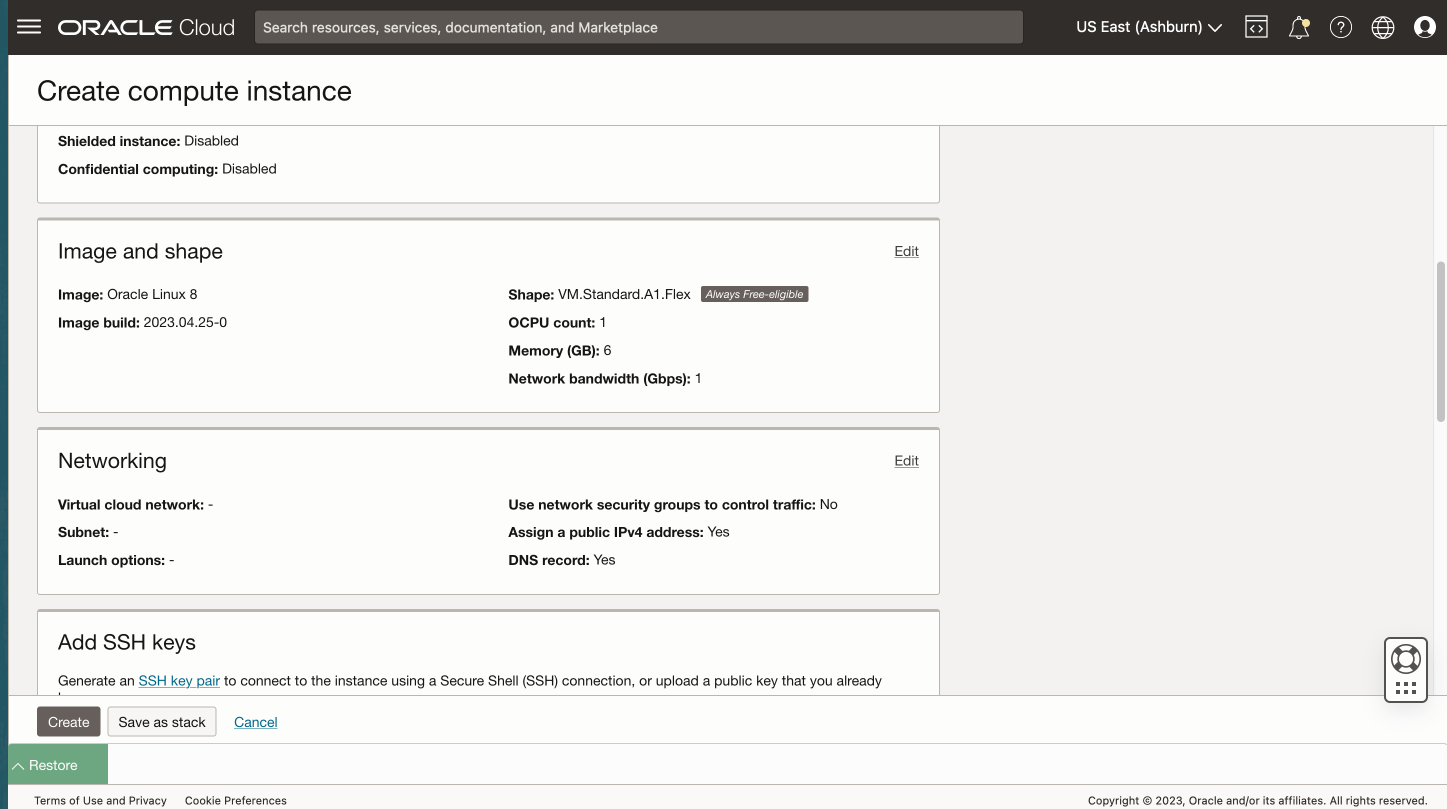 ORACLE Cloud
Search resources, services, documentation, and Marketplace
US East (Ashburn)
Create compute instance
Shielded instance: Disabled
Confidential computing: Disabled
Image and shape
Edit
Image: Oracle Linux 8
Image build: 2023.04.25-0
Shape: VM.Standard.A1.Flex Always Free-eligible
OCPU count: 1
Memory (GB): 6
Network bandwidth (Gbps): 1
Networking
Edit
Virtual cloud network: -
Subnet: -
Launch options: -
Use network security groups to control traffic: No
Assign a public IPv4 address: Yes
DNS record: Yes
Add SSH keys
Generate an SSH key pair to connect to the instance using a Secure Shell (SSH) connection, or upload a public key that you already
Create
Save as stack
Cancel
Restore
Terms of Use and Privacy
Cookie Preferences
Copyright © 2023, Oracle and/or its affiliates. All rights reserved.